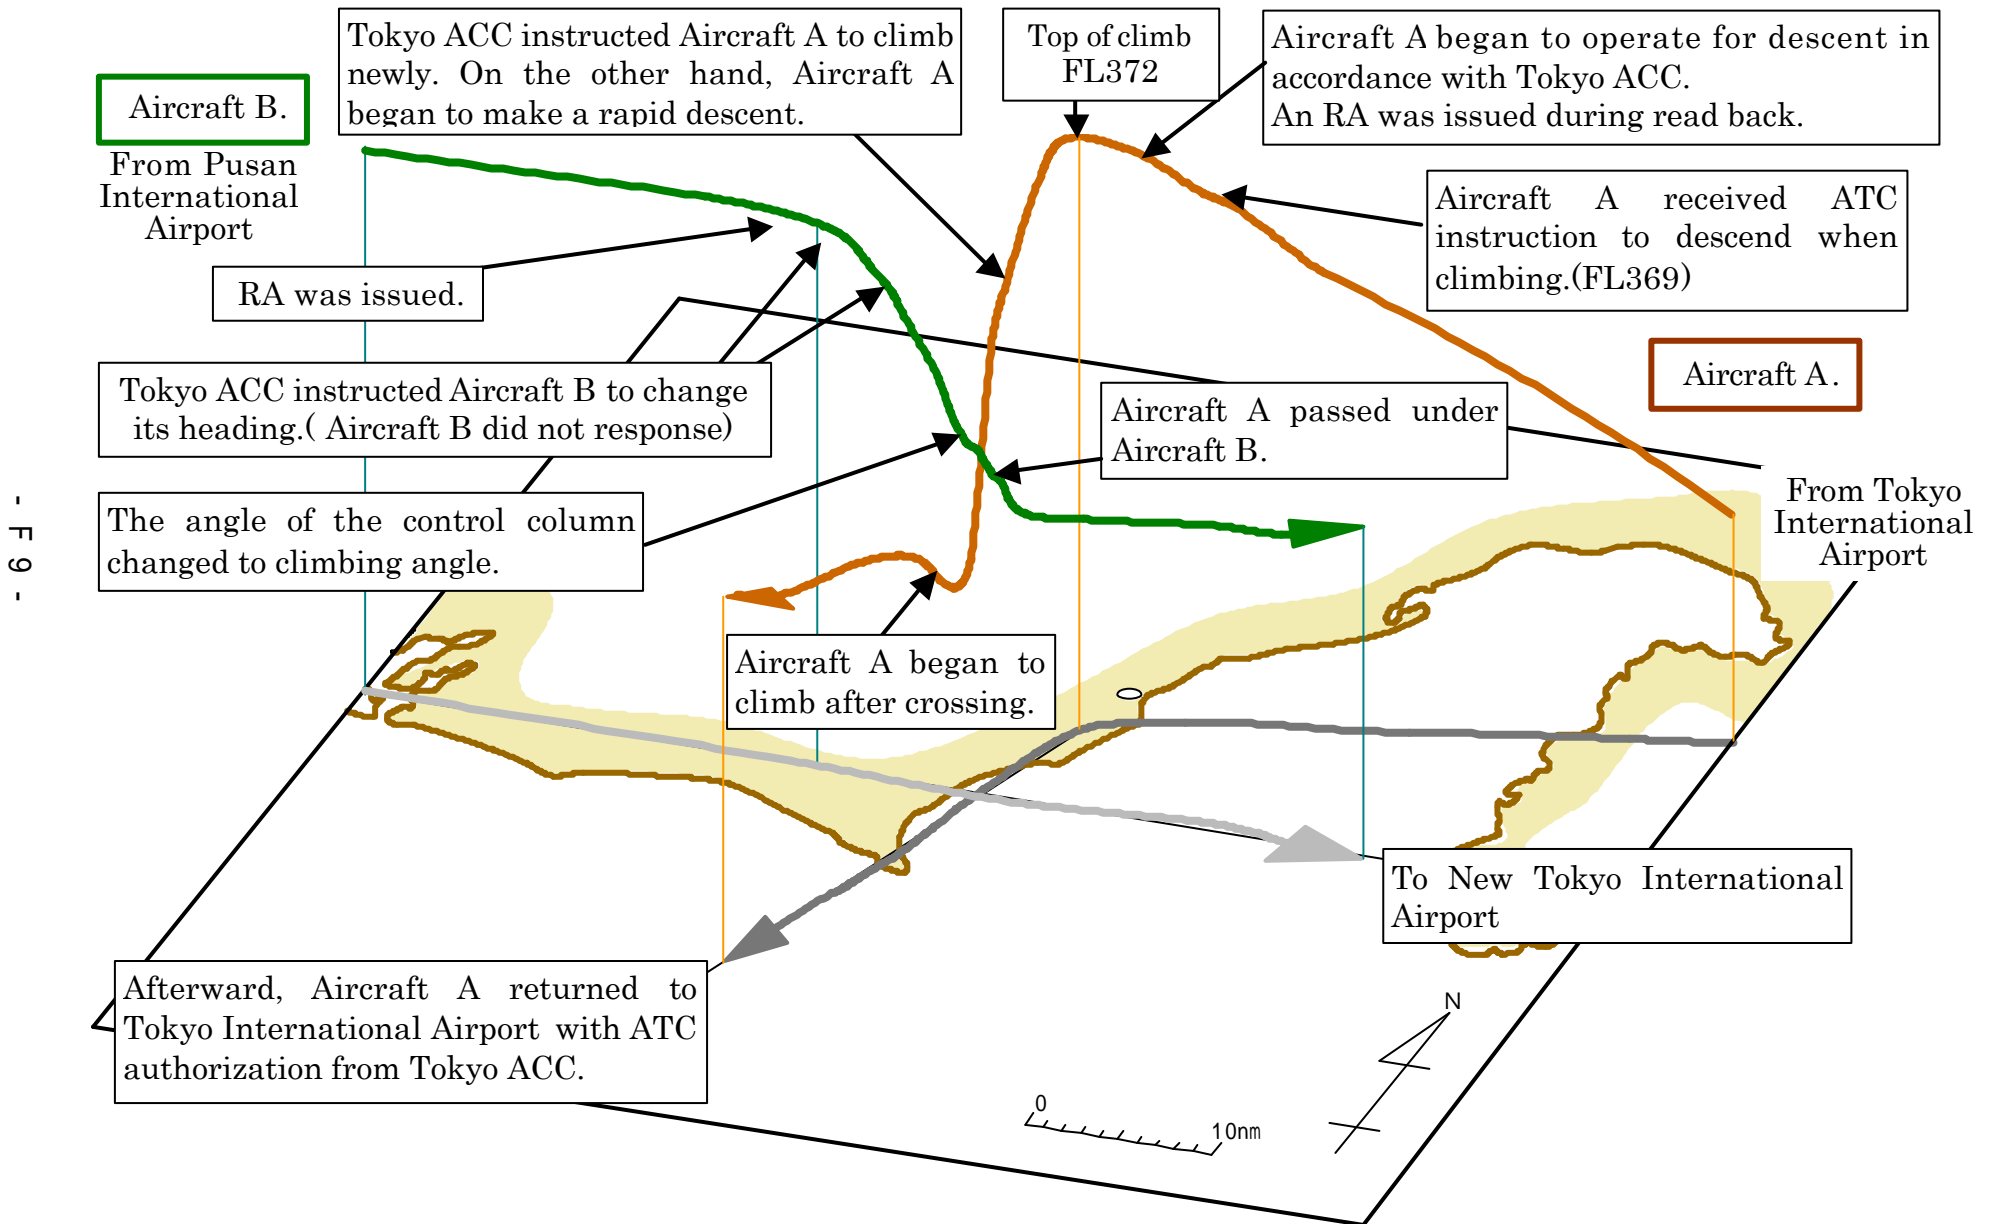 Tokyo ACC instructed Aircraft A to climb
newly. On the other hand, Aircraft A
began to make a rapid descent.
Top of climb
FL372
Aircraft A began to operate for descent in
accordance with Tokyo ACC.
An RA was issued during read back.
Aircraft B.
From Pusan
International
Airport
Aircraft A received ATC
instruction to descend when
climbing.(FL369)
RA was issued.
Aircraft A.
Tokyo ACC instructed Aircraft B to change
its heading.( Aircraft B did not response)
Aircraft A passed under
Aircraft B.
From Tokyo
International
Airport
The angle of the control column
changed to climbing angle.
- F9 -
Aircraft A began to
climb after crossing.
To New Tokyo International
Airport
Afterward, Aircraft A returned to
Tokyo International Airport with ATC
authorization from Tokyo ACC.
N
0
10nm